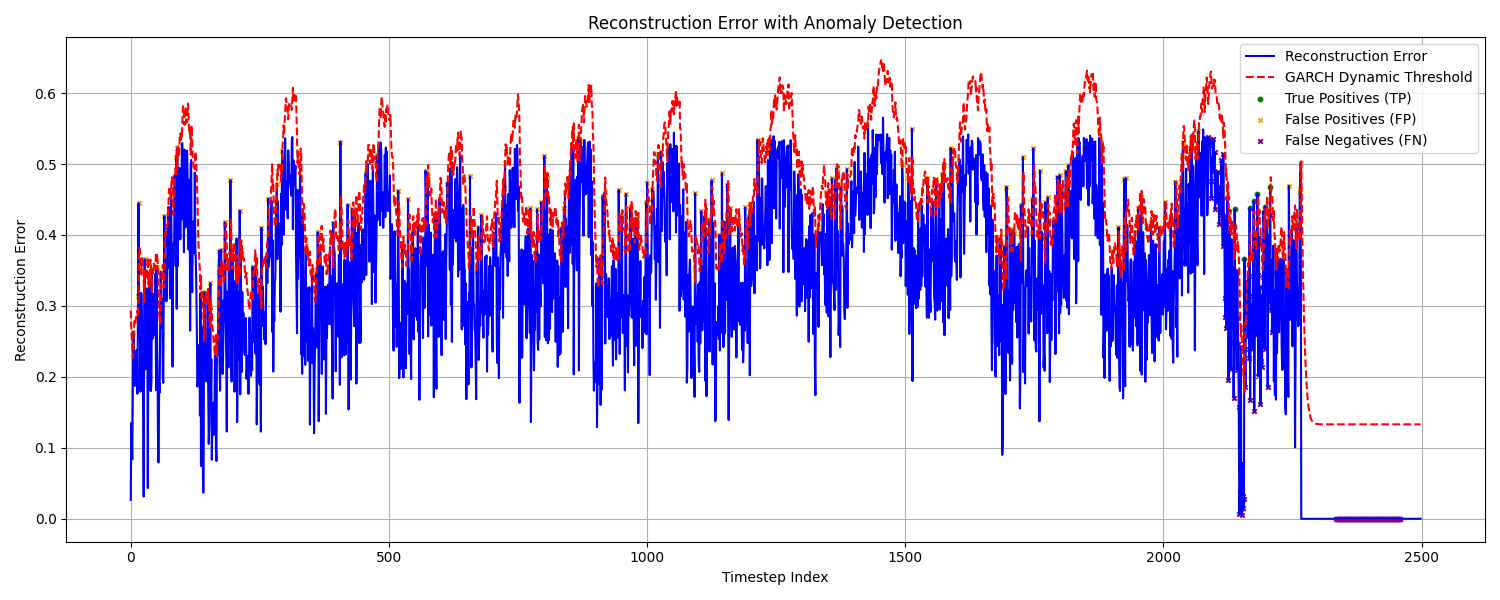 Reconstruction Error with Anomaly Detection
Reconstruction Error
GARCH Dynamic Threshold
True Positives (TP)
False Positives (FP)
False Negatives (FN)
Reconstruction Error
0.6
0.5
0.4
0.3
0.2
0.1
0.0
0 500 1000 1500 2000 2500
Timestep Index